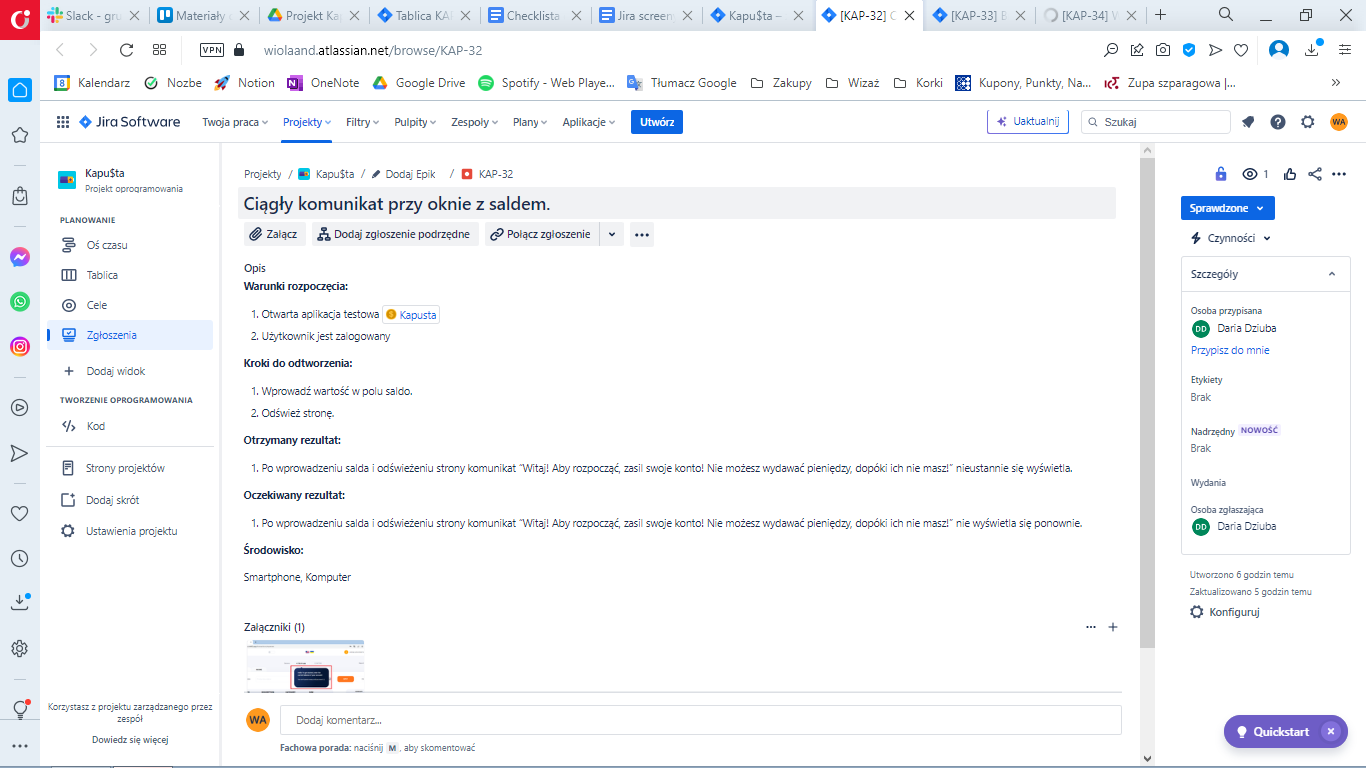 Slack - gru
Materiały
Projekt Kap
Tablica KAP
Checklista
Jira screen
Kapu$ta –
[KAP-32] C
[KAP-33] B
[KAP-34] W
VPN
wiolaand.atlassian.net/browse/KAP-32
Kalendarz
Nozbe
Notion
OneNote
Google Drive
Spotify - Web Playe...
Tłumacz Google
Zakupy
Wizaż
Korki
Kupony, Punkty, Na...
Zupa szparagowa |...
Jira Software
Twoja praca
Projekty
Filtry
Pulpity
Zespoły
Plany
Aplikacje
Utwórz
Uaktualnij
Szukaj
WA
Kapu$ta
Projekt oprogramowania
PLANOWANIE
Oś czasu
Tablica
Cele
Zgłoszenia
Dodaj widok
TWORZENIE OPROGRAMOWANIA
Kod
Strony projektów
Dodaj skrót
Ustawienia projektu
Korzystasz z projektu zarządzanego przez
zespół
Dowiedz się więcej
Projekty / Kapu$ta / Dodaj Epik / KAP-32
Ciągły komunikat przy oknie z saldem.
Załącz
Dodaj zgłoszenie podrzędne
Połącz zgłoszenie
Opis
Warunki rozpoczęcia:
1. Otwarta aplikacja testowa Kapusta
2. Użytkownik jest zalogowany
Kroki do odtworzenia:
1. Wprowadź wartość w polu saldo.
2. Odśwież stronę.
Otrzymany rezultat:
1. Po wprowadzeniu salda i odświeżeniu strony komunikat “Witaj! Aby rozpocząć, zasil swoje konto! Nie możesz wydawać pieniędzy, dopóki ich nie masz!” nieustannie się wyświetla.
Oczekiwany rezultat:
1. Po wprowadzeniu salda i odświeżeniu strony komunikat “Witaj! Aby rozpocząć, zasil swoje konto! Nie możesz wydawać pieniędzy, dopóki ich nie masz!” nie wyświetla się ponownie.
Środowisko:
Smartphone, Komputer
Załączniki (1)
WA
Dodaj komentarz...
Fachowa porada: naciśnij M , aby skomentować
1
Sprawdzone
Czynności
Szczegóły
Osoba przypisana
DD Daria Dziuba
Przypisz do mnie
Etykiety
Brak
Nadrzędny NOWOŚĆ
Brak
Wydania
Osoba zgłaszająca
DD Daria Dziuba
Utworzono 6 godzin temu
Zaktualizowano 5 godzin temu
Konfiguruj
Quickstart